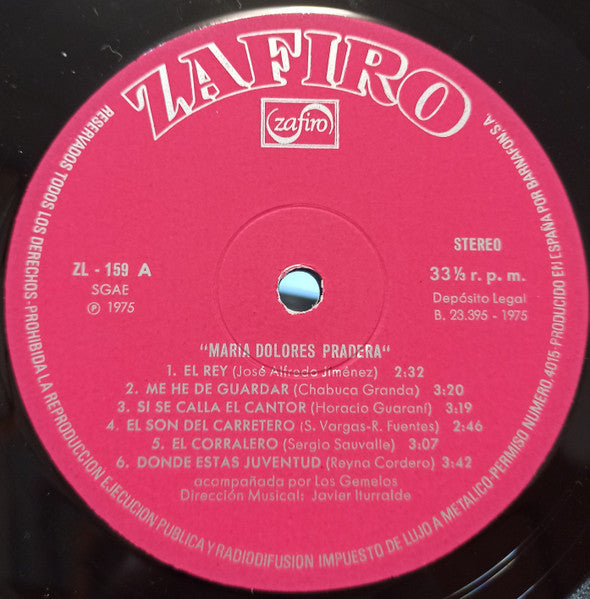 ZAFIRO
zafiro
ZL - 159 A
SGAE
℗ 1975
STEREO
33⅓ r. p. m.
Depósito Legal
B. 23.395 - 1975
"MARIA DOLORES PRADERA"
1. EL REY (José Alfredo Jiménez) 2:32
2. ME HE DE GUARDAR (Chabuca Granda) 3:20
3. SI SE CALLA EL CANTOR (Horacio Guaraní) 3:19
4. EL SON DEL CARRETERO (S. Vargas-R. Fuentes) 2:46
5. EL CORRALERO (Sergio Sauvalle) 3:07
6. DONDE ESTAS JUVENTUD (Reyna Cordero) 3:42
acompañada por Los Gemelos
Dirección Musical: Javier Iturralde
RESERVADOS TODOS LOS DERECHOS-PROHIBIDA LA REPRODUCCION EJECUCION PUBLICA Y RADIODIFUSION IMPUESTO DE LUJO A METALICO-PERMISO NUMERO 4015-PRODUCIDO EN ESPAÑA POR BARNAFON S.A.